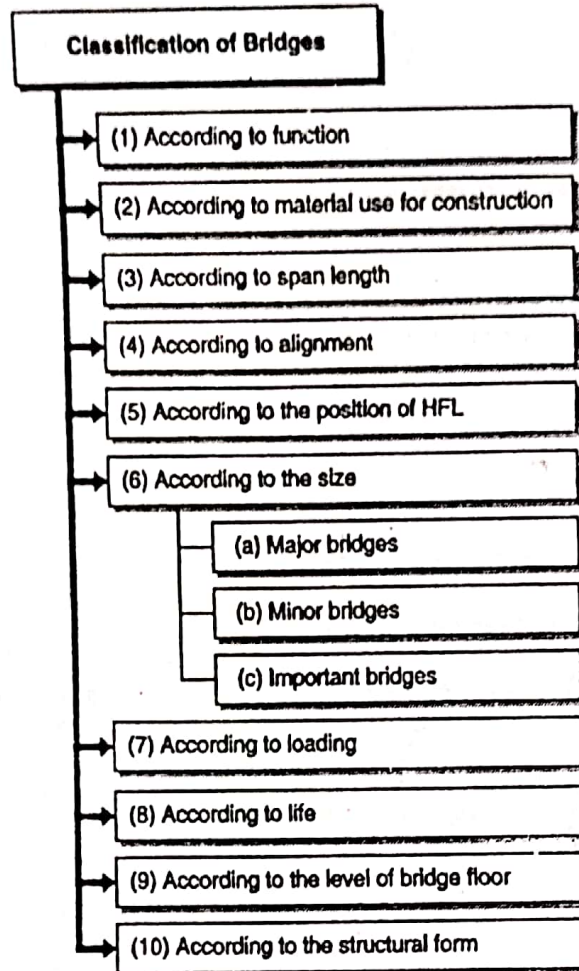 Classification of Bridges
(1) According to function
(2) According to material use for construction
(3) According to span length
(4) According to alignment
(5) According to the position of HFL
(6) According to the size
(a) Major bridges
(b) Minor bridges
(c) Important bridges
(7) According to loading
(8) According to life
(9) According to the level of bridge floor
(10) According to the structural form